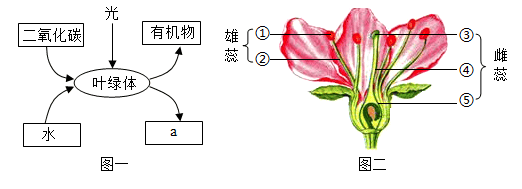 光
二氧化碳
有机物
叶绿体
水
a
图一
雄蕊
①
②
③
④
⑤
雌蕊
图二